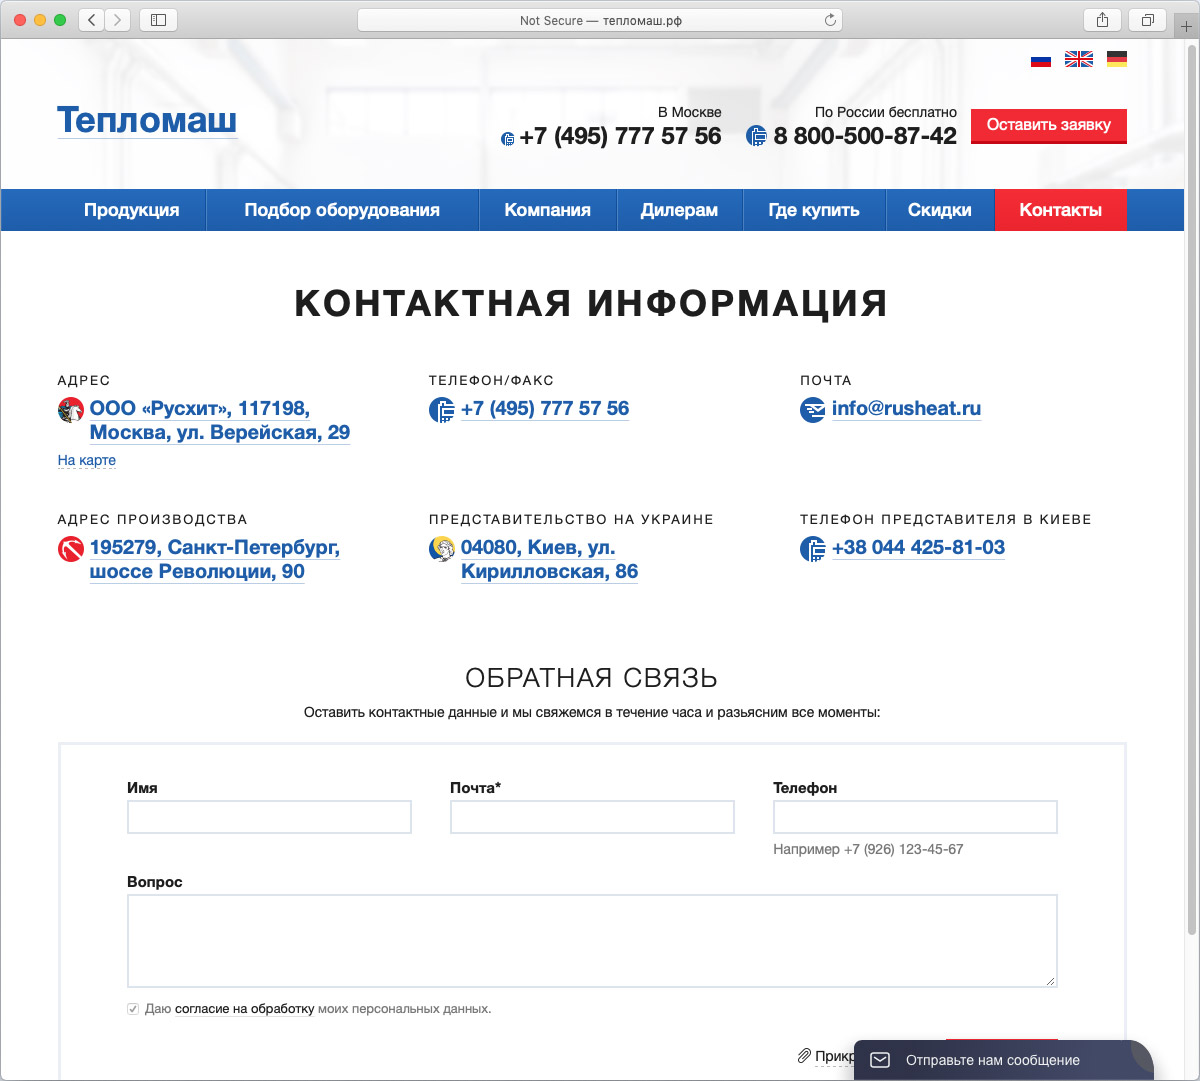 Not Secure — тепломаш.рф
Тепломаш
В Москве
+7 (495) 777 57 56
По России бесплатно
8 800-500-87-42
Оставить заявку
Продукция
Подбор оборудования
Компания
Дилерам
Где купить
Скидки
Контакты
КОНТАКТНАЯ ИНФОРМАЦИЯ
АДРЕС
ООО «Русхит», 117198,
Москва, ул. Верейская, 29
На карте
ТЕЛЕФОН/ФАКС
+7 (495) 777 57 56
ПОЧТА
info@rusheat.ru
АДРЕС ПРОИЗВОДСТВА
195279, Санкт-Петербург,
шоссе Революции, 90
ПРЕДСТАВИТЕЛЬСТВО НА УКРАИНЕ
04080, Киев, ул.
Кирилловская, 86
ТЕЛЕФОН ПРЕДСТАВИТЕЛЯ В КИЕВЕ
+38 044 425-81-03
ОБРАТНАЯ СВЯЗЬ
Оставить контактные данные и мы свяжемся в течение часа и разьясним все моменты:
Имя
Почта*
Телефон
Например +7 (926) 123-45-67
Вопрос
Даю согласие на обработку моих персональных данных.
Прикр
Отправьте нам сообщение